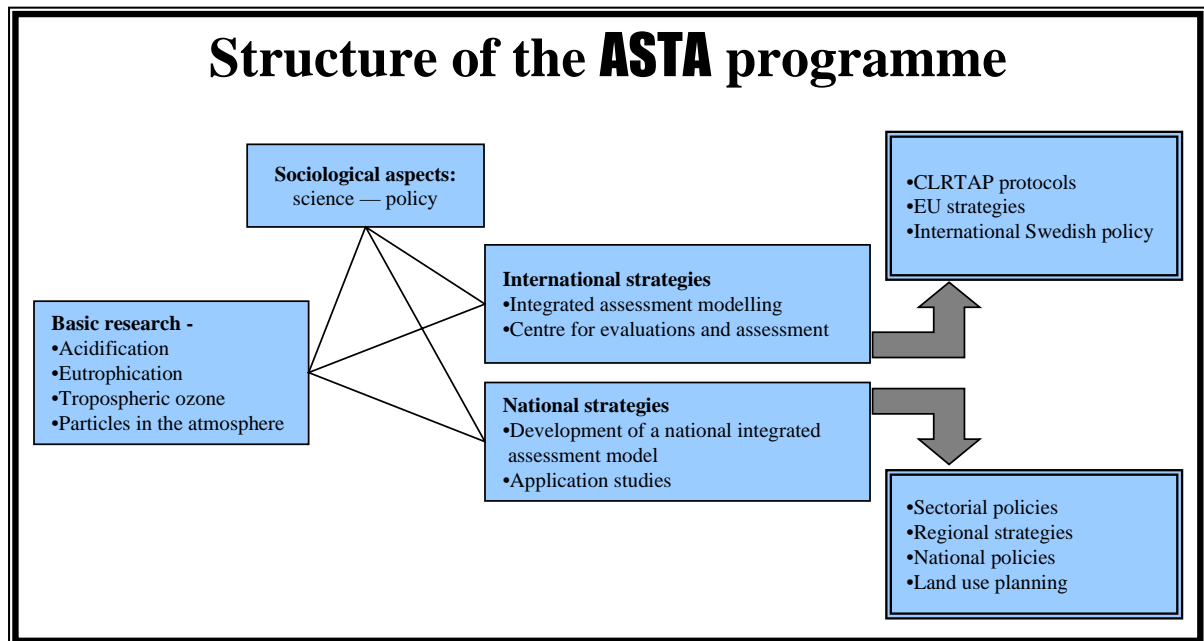 Structure of the ASTA programme
Sociological aspects:
science — policy
Basic research -
•Acidification
•Eutrophication
•Tropospheric ozone
•Particles in the atmosphere
International strategies
•Integrated assessment modelling
•Centre for evaluations and assessment
National strategies
•Development of a national integrated
assessment model
•Application studies
•CLRTAP protocols
•EU strategies
•International Swedish policy
•Sectorial policies
•Regional strategies
•National policies
•Land use planning